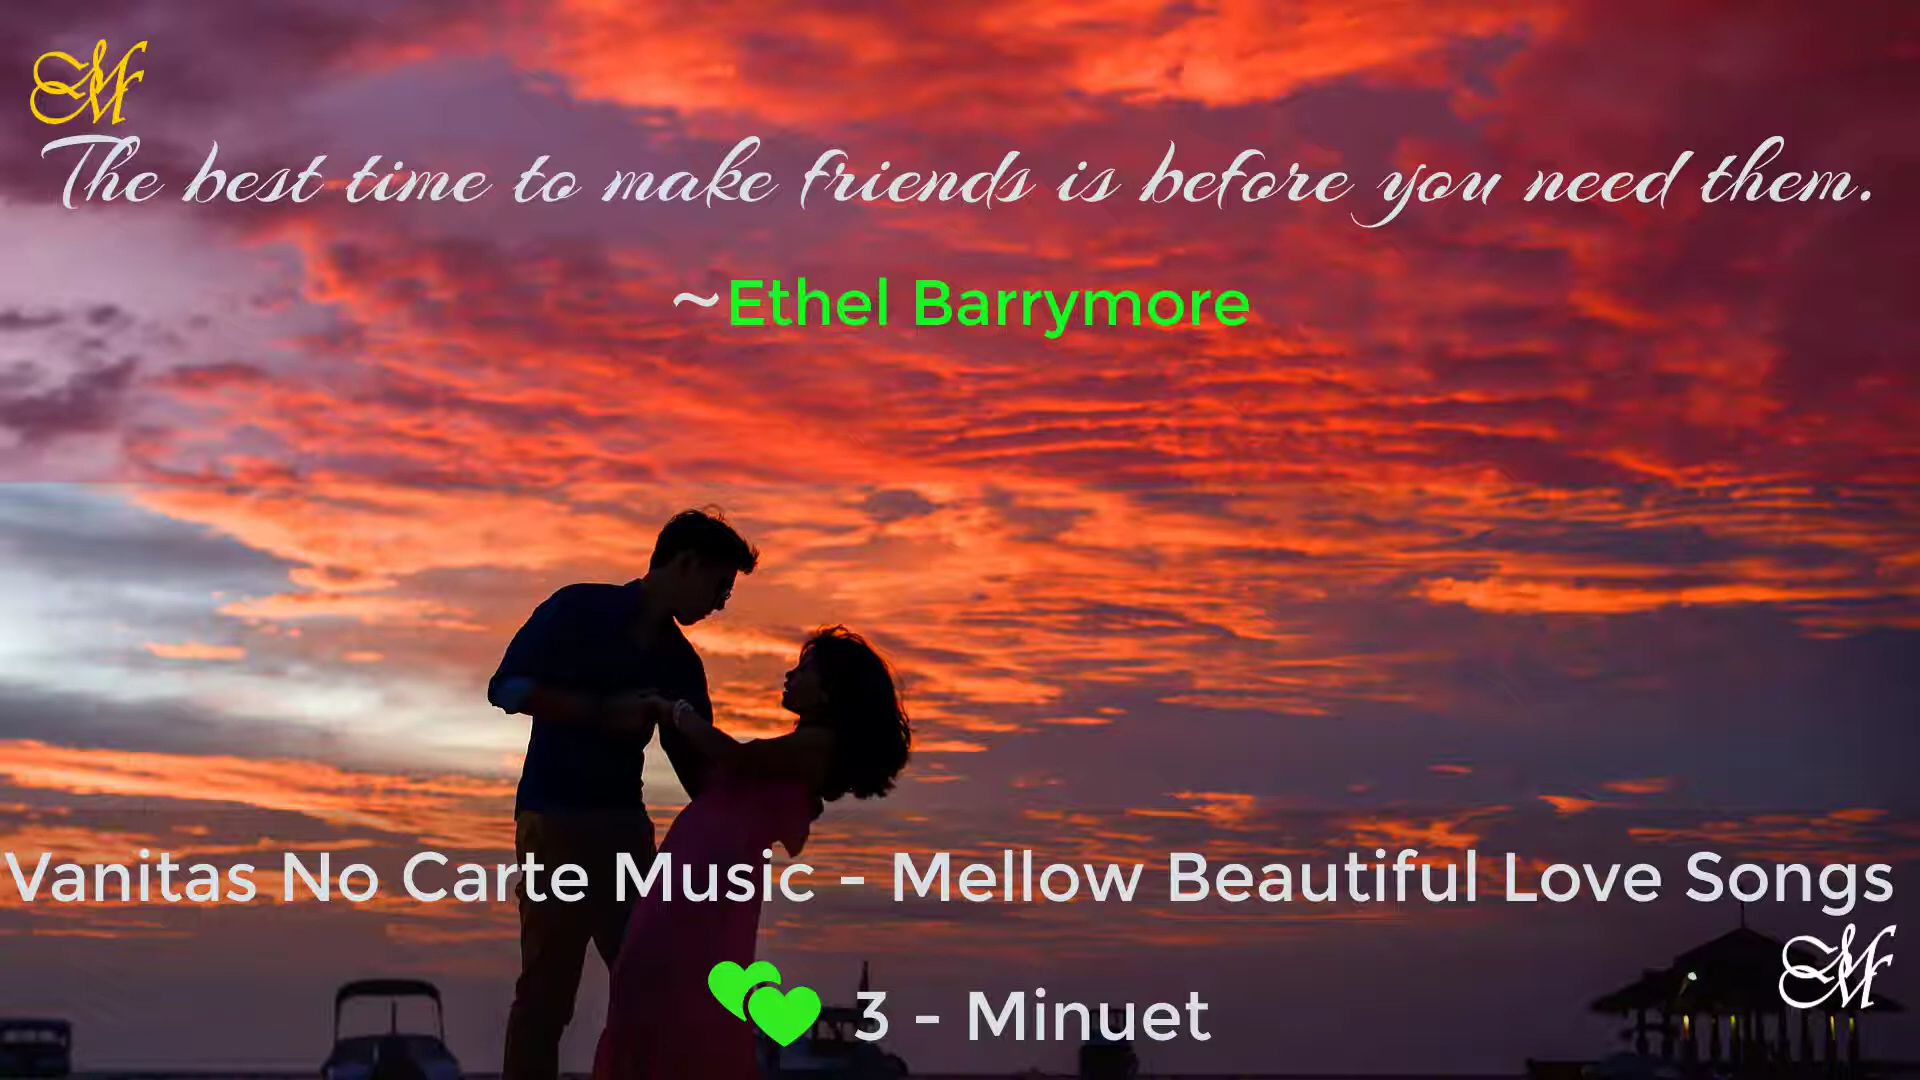 M
The best time to make friends is before you need them.
~Ethel Barrymore
Vanitas No Carte Music - Mellow Beautiful Love Songs
M
3 - Minuet